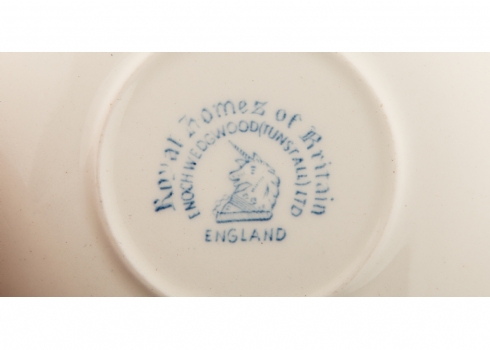 Royal Homes of Britain
ENOCH WEDGWOOD (TUNSTALL) LTD
ENGLAND